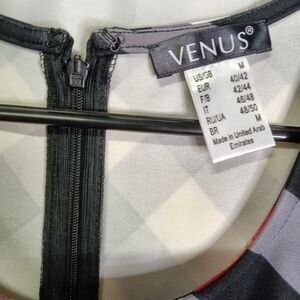 VENUS®
US/GB M
EUR 40/42
F/B 42/44
IT 46/48
RU/UA 48/50
BR M
Made in United Arab
Emirates